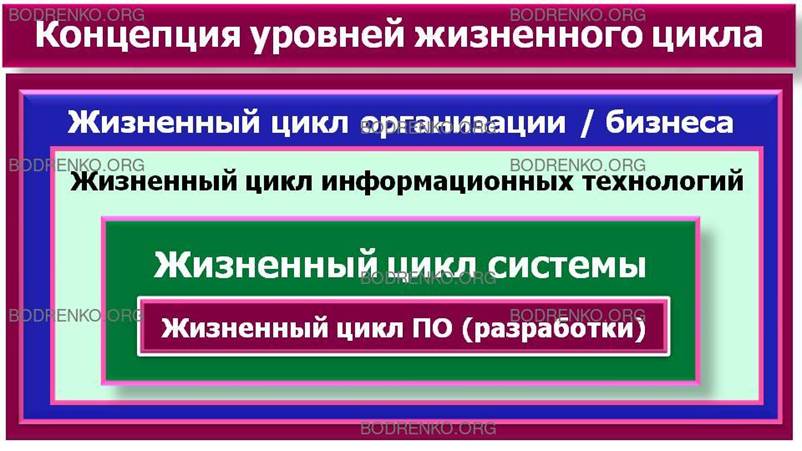 BODRENKO.ORG BODRENKO.ORG
Концепция уровней жизненного цикла
Жизненный цикл организации / бизнеса
BODRENKO.ORG
BODRENKO.ORG BODRENKO.ORG
Жизненный цикл информационных технологий
Жизненный цикл системы
BODRENKO.ORG
BODRENKO.ORG BODRENKO.ORG
Жизненный цикл ПО (разработки)
BODRENKO.ORG